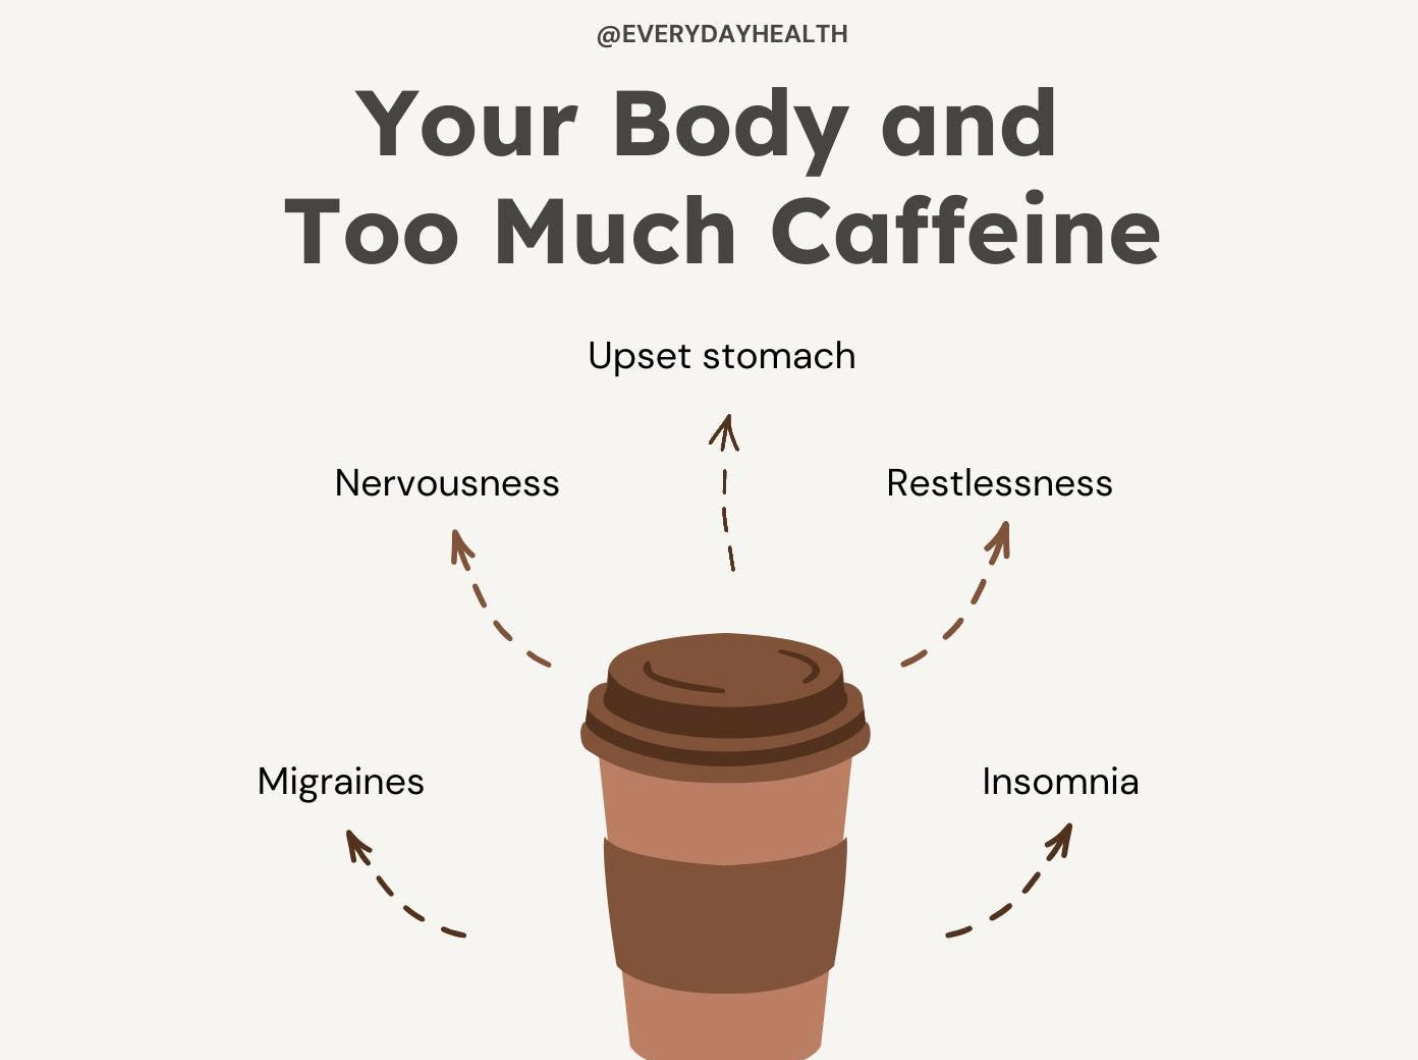 @EVERYDAYHEALTH
Your Body and
Too Much Caffeine
Upset stomach
Nervousness
Restlessness
Migraines
Insomnia